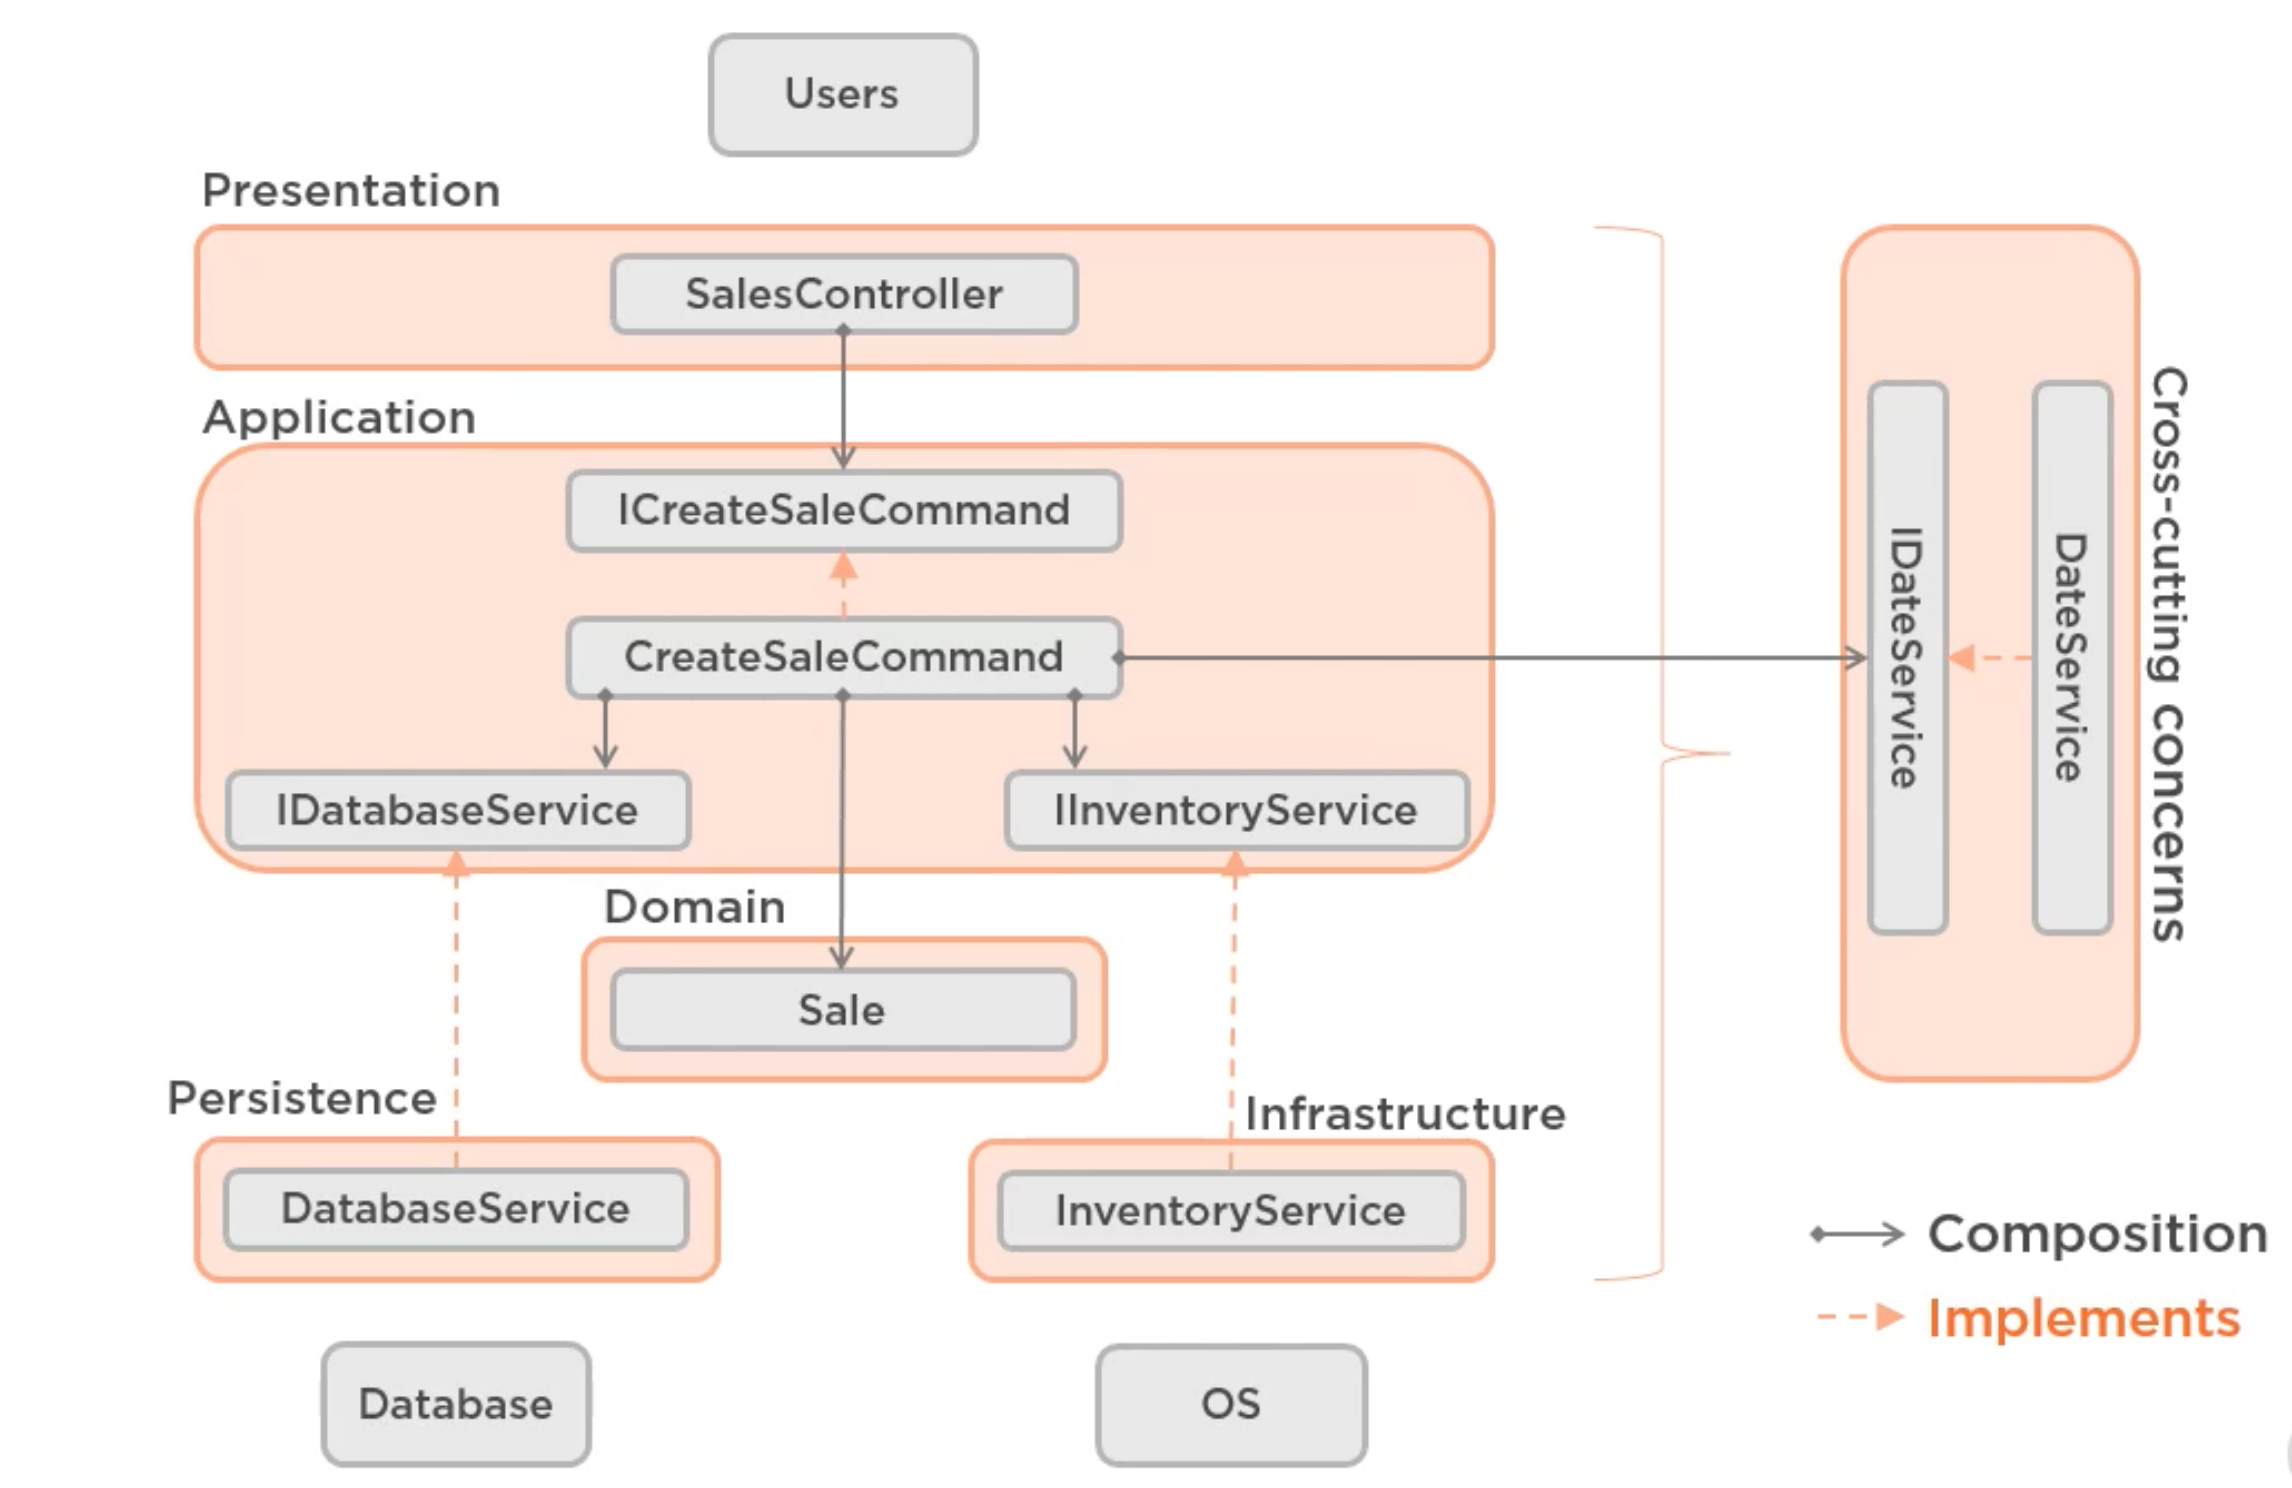 Users
Presentation
SalesController
Application
ICreateSaleCommand
CreateSaleCommand
IDatabaseService
IInventoryService
Domain
Sale
Persistence
Infrastructure
DatabaseService
InventoryService
Database
OS
IDateService
DateService
Cross-cutting concerns
Composition
Implements